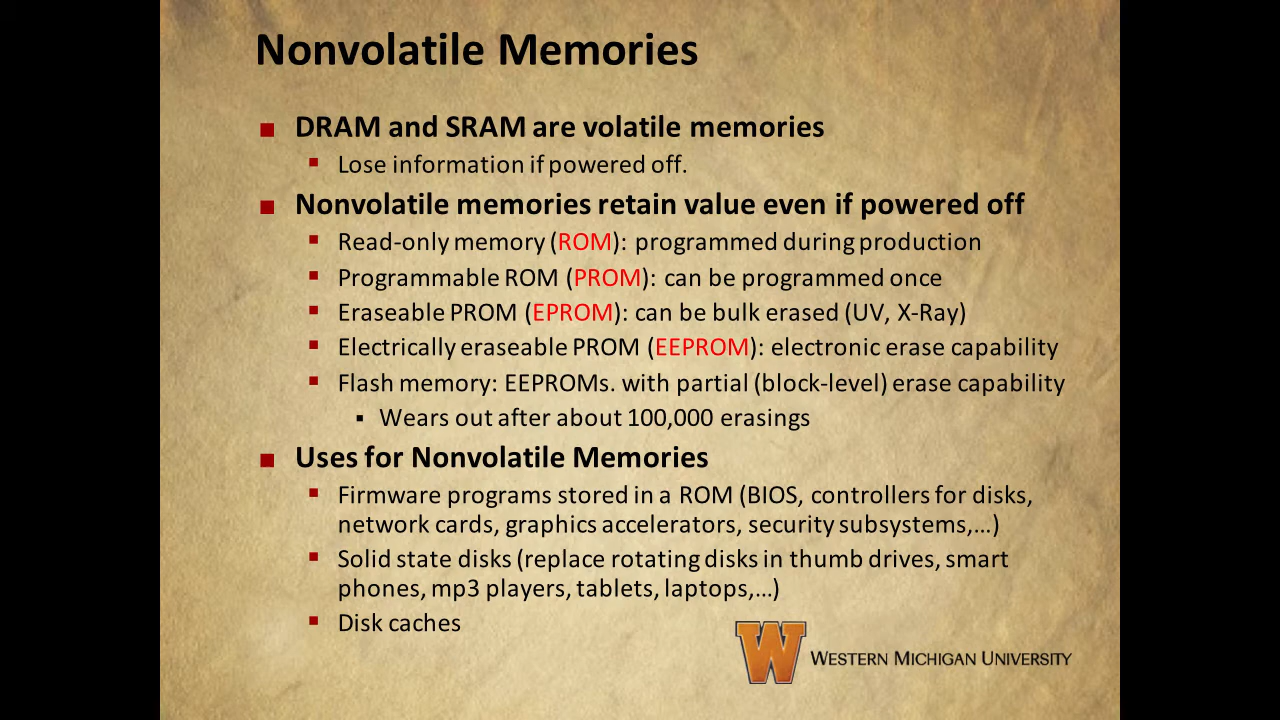 Nonvolatile Memories
DRAM and SRAM are volatile memories
Lose information if powered off.
Nonvolatile memories retain value even if powered off
Read-only memory (ROM): programmed during production
Programmable ROM (PROM): can be programmed once
Eraseable PROM (EPROM): can be bulk erased (UV, X-Ray)
Electrically eraseable PROM (EEPROM): electronic erase capability
Flash memory: EEPROMs. with partial (block-level) erase capability
Wears out after about 100,000 erasings
Uses for Nonvolatile Memories
Firmware programs stored in a ROM (BIOS, controllers for disks,
network cards, graphics accelerators, security subsystems,…)
Solid state disks (replace rotating disks in thumb drives, smart
phones, mp3 players, tablets, laptops,…)
Disk caches
W WESTERN MICHIGAN UNIVERSITY